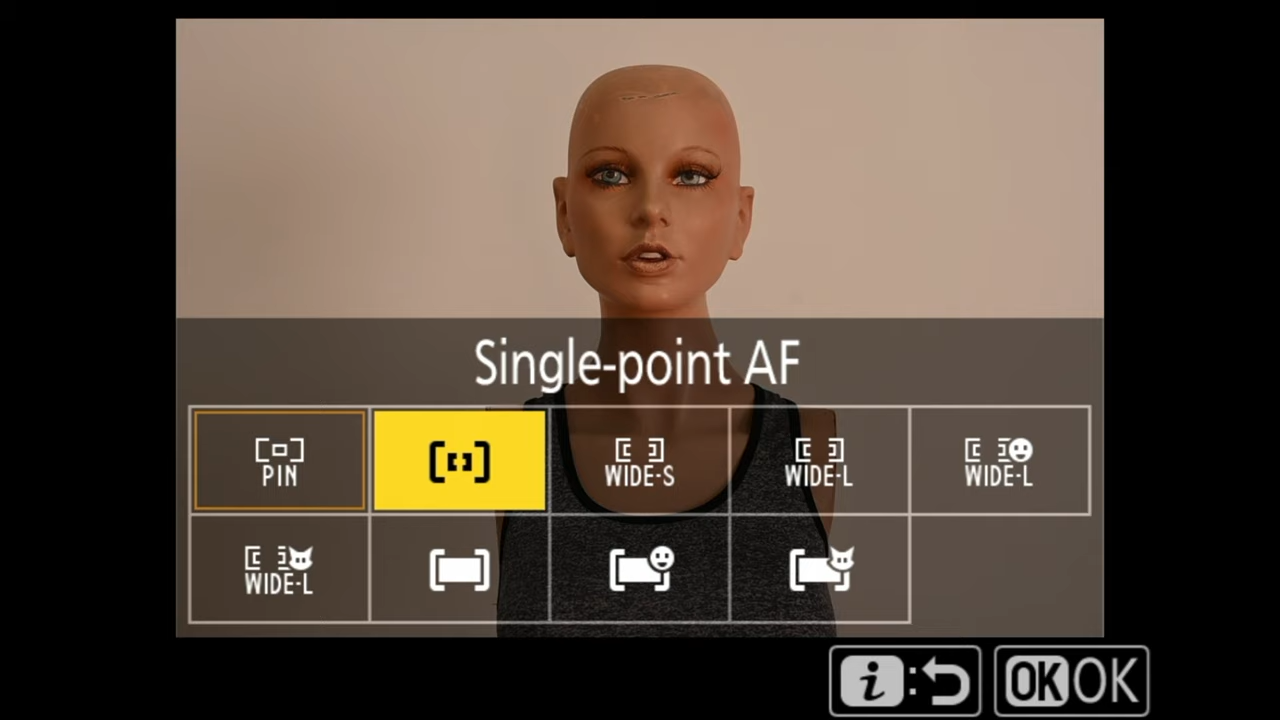 Single-point AF
PIN
WIDE-S
WIDE-L
WIDE-L
WIDE-L
i:
OK OK